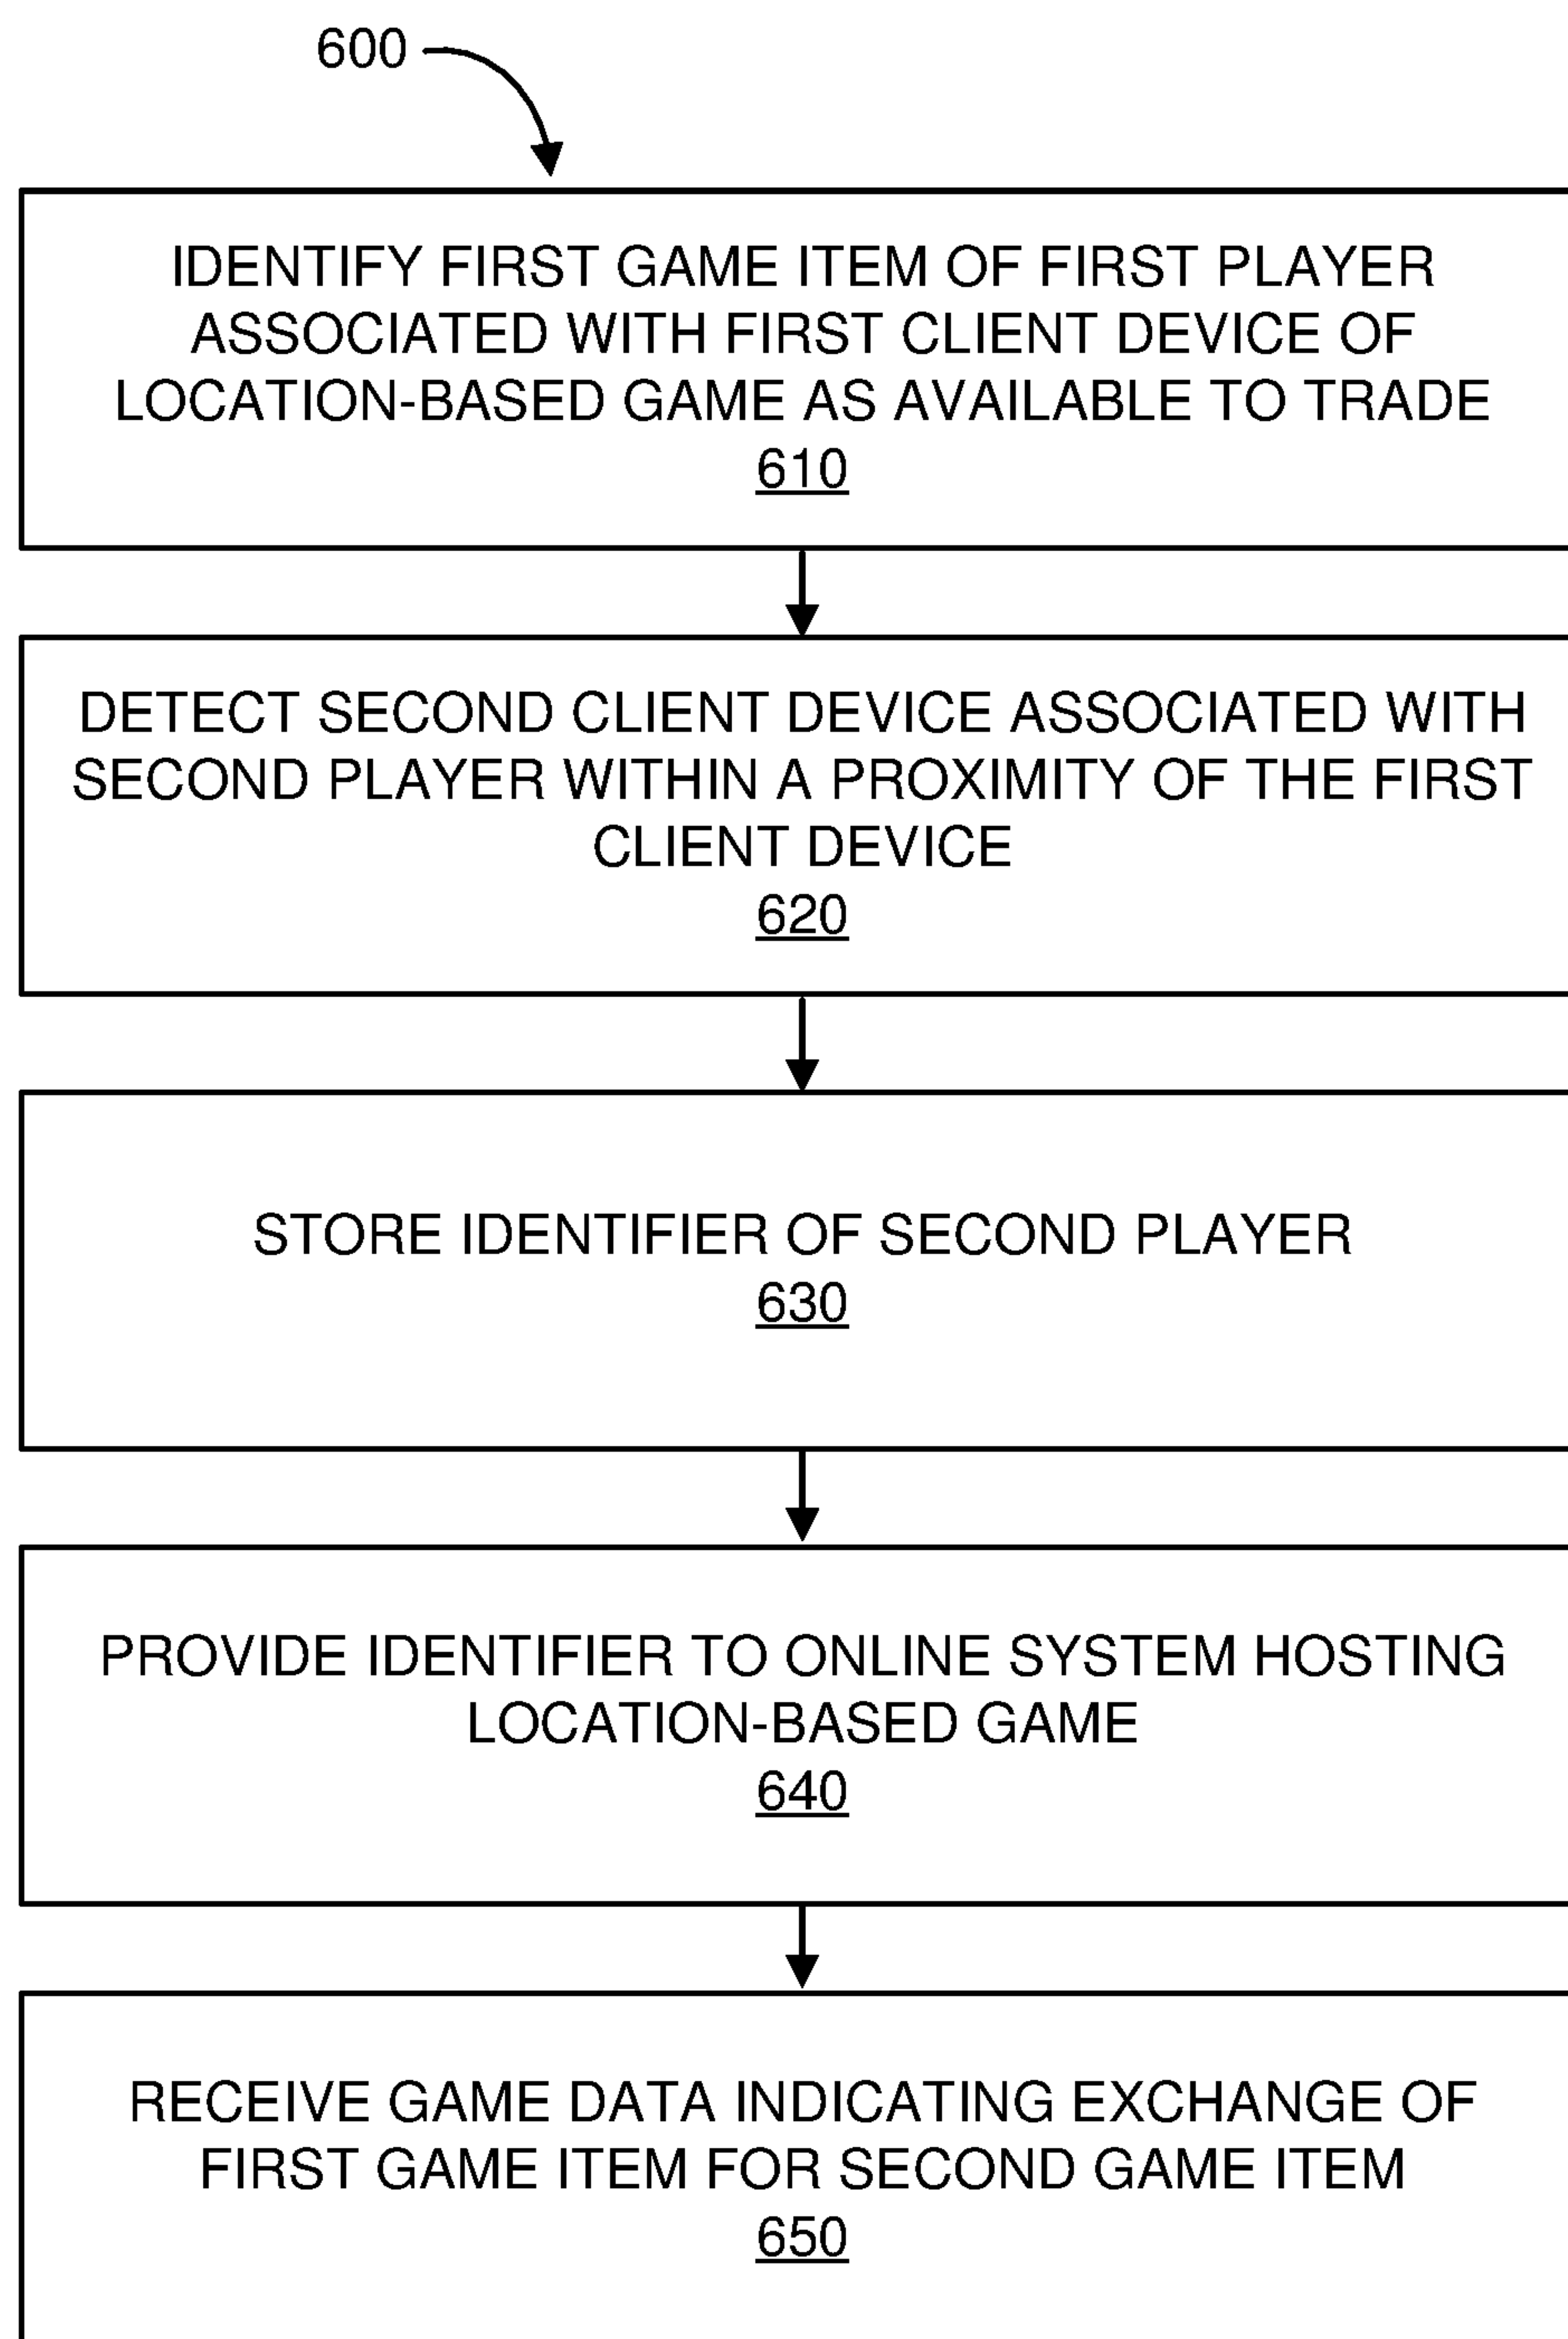 600
IDENTIFY FIRST GAME ITEM OF FIRST PLAYER
ASSOCIATED WITH FIRST CLIENT DEVICE OF
LOCATION-BASED GAME AS AVAILABLE TO TRADE
610
DETECT SECOND CLIENT DEVICE ASSOCIATED WITH
SECOND PLAYER WITHIN A PROXIMITY OF THE FIRST
CLIENT DEVICE
620
STORE IDENTIFIER OF SECOND PLAYER
630
PROVIDE IDENTIFIER TO ONLINE SYSTEM HOSTING
LOCATION-BASED GAME
640
RECEIVE GAME DATA INDICATING EXCHANGE OF
FIRST GAME ITEM FOR SECOND GAME ITEM
650